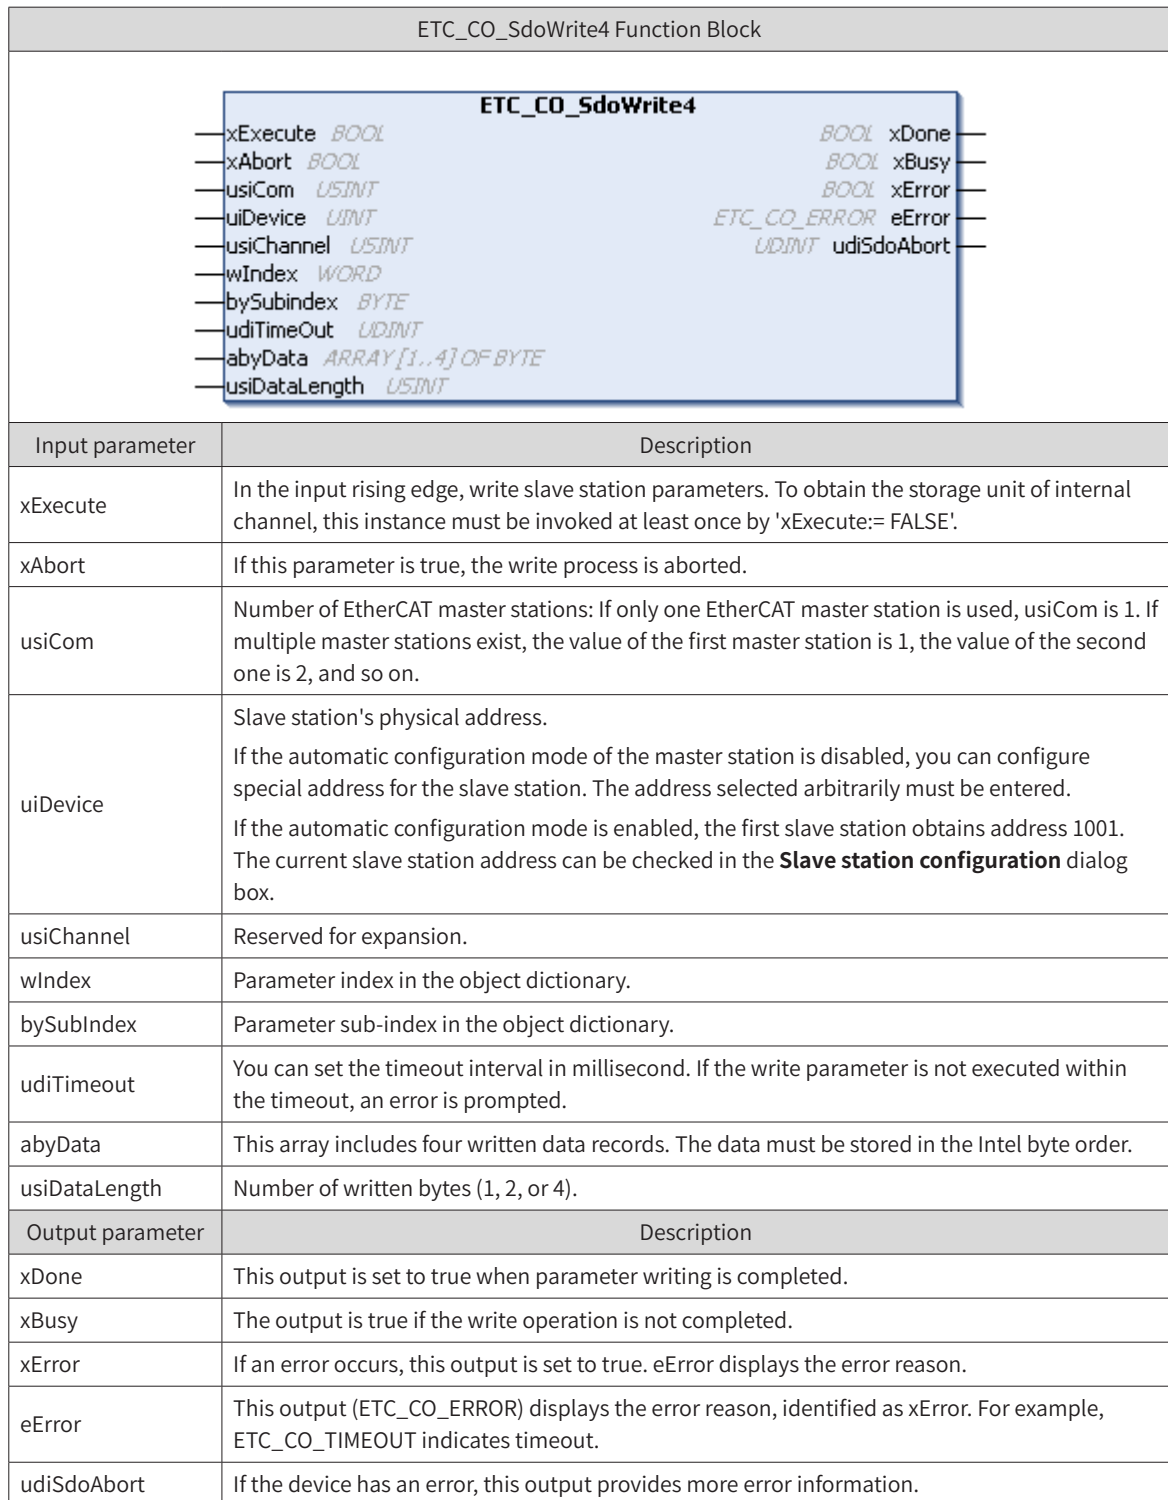 ETC_CO_SdoWrite4 Function Block
ETC_CO_SdoWrite4
xExecute BOOL
BOOL xDone
xAbort BOOL
BOOL xBusy
usiCom USINT
BOOL xError
uiDevice UINT
ETC_CO_ERROR eError
usiChannel USINT
UDINT udiSdoAbort
wIndex WORD
bySubindex BYTE
udiTimeOut UDINT
abyData ARRAY [1..4] OF BYTE
usiDataLength USINT
Input parameter
Description
xExecute
In the input rising edge, write slave station parameters. To obtain the storage unit of internal
channel, this instance must be invoked at least once by 'xExecute:= FALSE'.
xAbort
If this parameter is true, the write process is aborted.
usiCom
Number of EtherCAT master stations: If only one EtherCAT master station is used, usiCom is 1. If
multiple master stations exist, the value of the first master station is 1, the value of the second
one is 2, and so on.
uiDevice
Slave station's physical address.
If the automatic configuration mode of the master station is disabled, you can configure
special address for the slave station. The address selected arbitrarily must be entered.
If the automatic configuration mode is enabled, the first slave station obtains address 1001.
The current slave station address can be checked in the Slave station configuration dialog
box.
usiChannel
Reserved for expansion.
wIndex
Parameter index in the object dictionary.
bySubIndex
Parameter sub-index in the object dictionary.
udiTimeout
You can set the timeout interval in millisecond. If the write parameter is not executed within
the timeout, an error is prompted.
abyData
This array includes four written data records. The data must be stored in the Intel byte order.
usiDataLength
Number of written bytes (1, 2, or 4).
Output parameter
Description
xDone
This output is set to true when parameter writing is completed.
xBusy
The output is true if the write operation is not completed.
xError
If an error occurs, this output is set to true. eError displays the error reason.
eError
This output (ETC_CO_ERROR) displays the error reason, identified as xError. For example,
ETC_CO_TIMEOUT indicates timeout.
udiSdoAbort
If the device has an error, this output provides more error information.